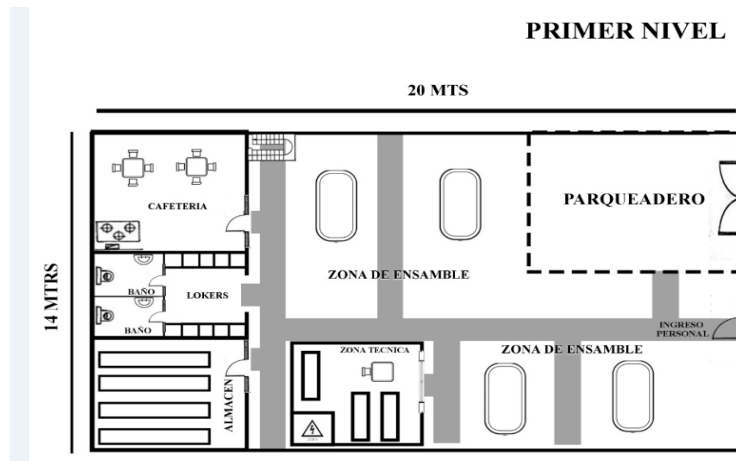 PRIMER NIVEL
20 MTS
14 MTRS
CAFETERIA
PARQUEADERO
ZONA DE ENSAMBLE
BAÑO
LOKERS
BAÑO
INGRESO
PERSONAL
ZONA TECNICA
ZONA DE ENSAMBLE
ALMACEN